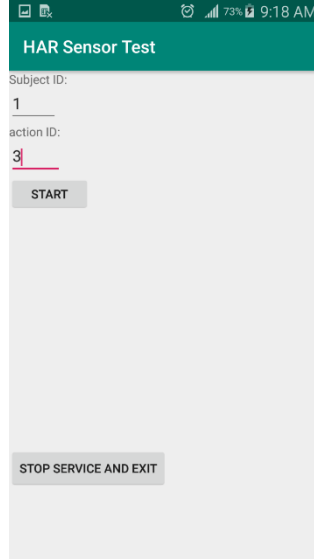 73% 9:18 AM
HAR Sensor Test
Subject ID:
1
action ID:
3
START
STOP SERVICE AND EXIT